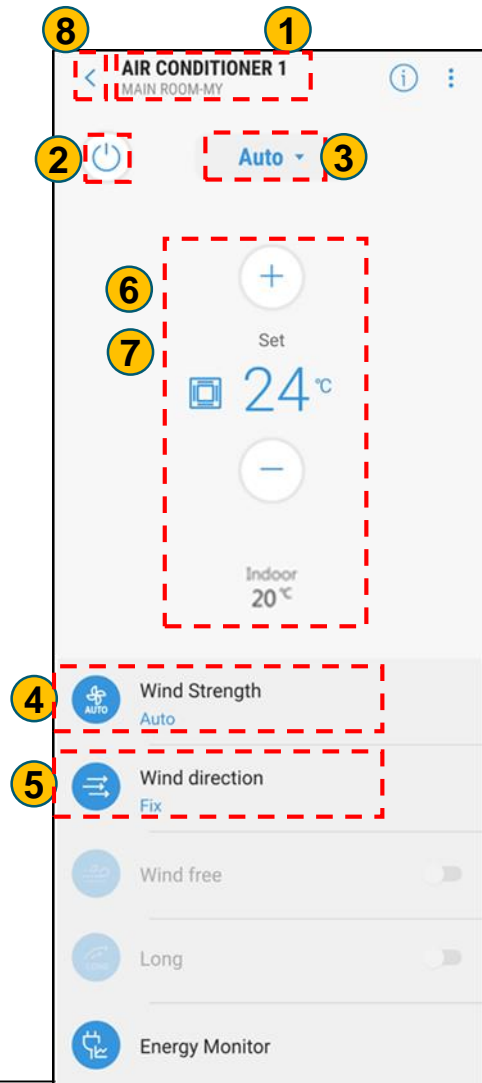 8
1
AIR CONDITIONER 1
MAIN ROOM-MY
2
Auto
3
6
7
Set
24 °C
Indoor
20 °C
4
AUTO
Wind Strength
Auto
5
Wind direction
Fix
Wind free
Long
Energy Monitor